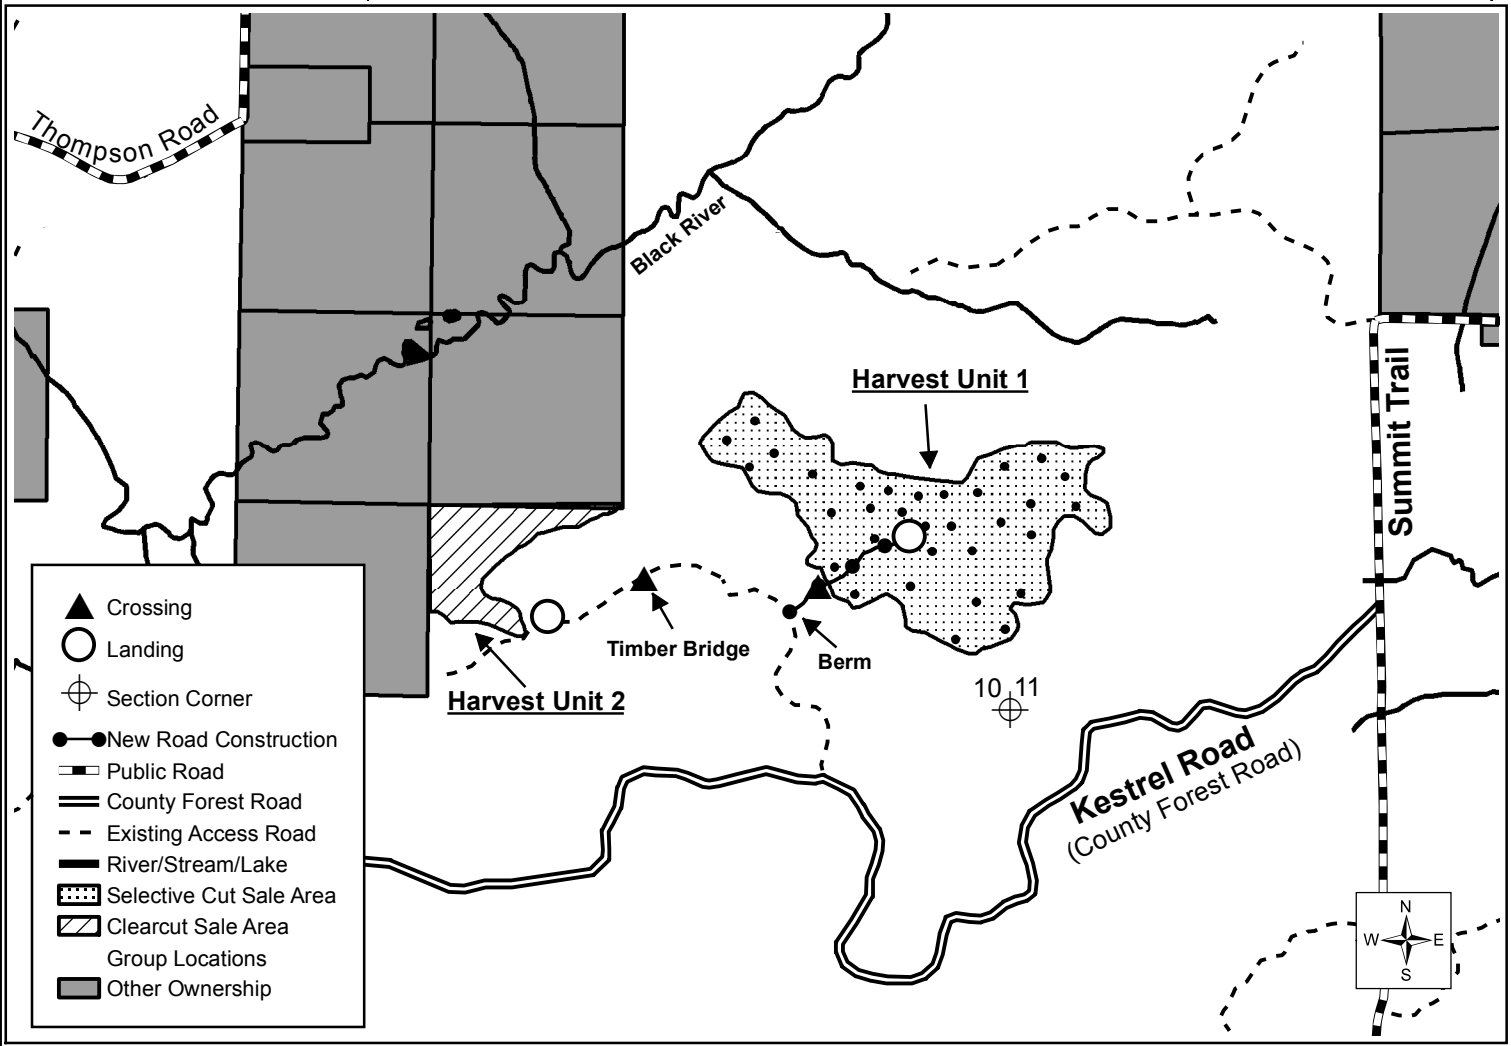 Thompson Road
Black River
Harvest Unit 1
Summit Trail
Timber Bridge
Berm
Harvest Unit 2
10 11
Kestrel Road
(County Forest Road)
Crossing
Landing
Section Corner
New Road Construction
Public Road
County Forest Road
Existing Access Road
River/Stream/Lake
Selective Cut Sale Area
Clearcut Sale Area
Group Locations
Other Ownership
N
W E
S